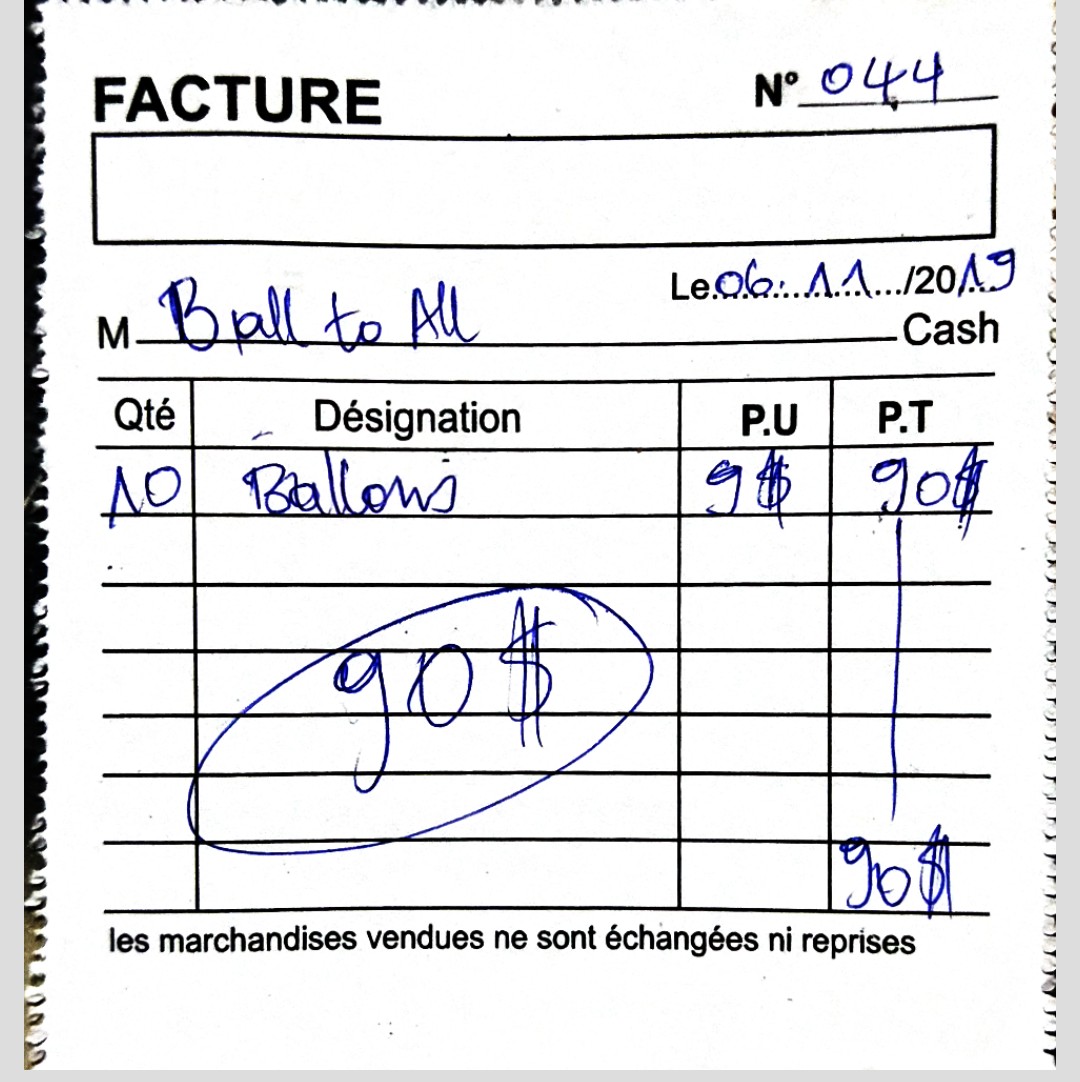 FACTURE N° 044
Le 06.11/2019
M Ball to All Cash
Qté Désignation P.U P.T
10 Ballons 9$ 90$
90$
90$
les marchandises vendues ne sont échangées ni reprises